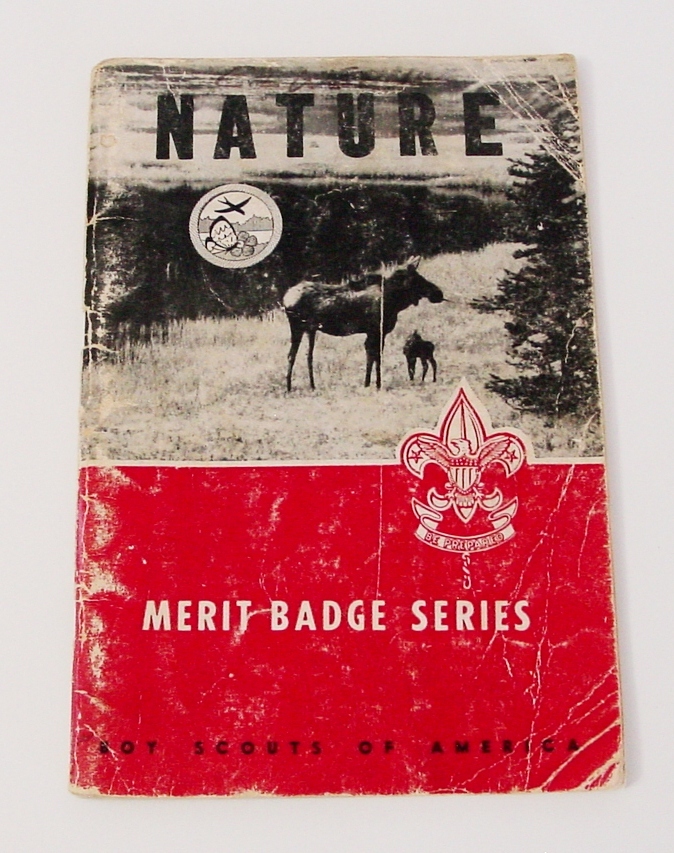 NATURE
BE PREPARED
MERIT BADGE SERIES
BOY SCOUTS OF AMERICA